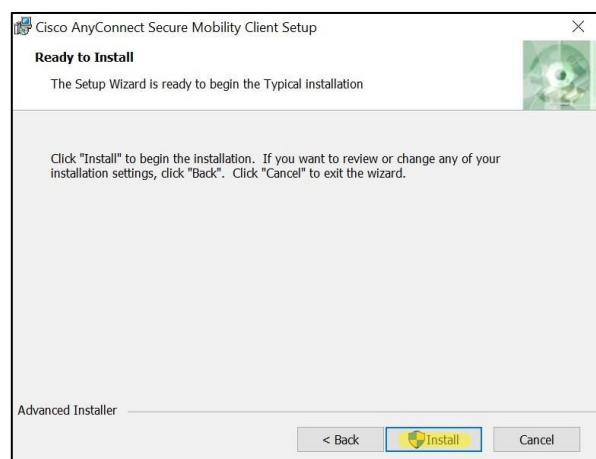 Cisco AnyConnect Secure Mobility Client Setup
Ready to Install
The Setup Wizard is ready to begin the Typical installation
Click "Install" to begin the installation. If you want to review or change any of your
installation settings, click "Back". Click "Cancel" to exit the wizard.
Advanced Installer
< Back Install Cancel